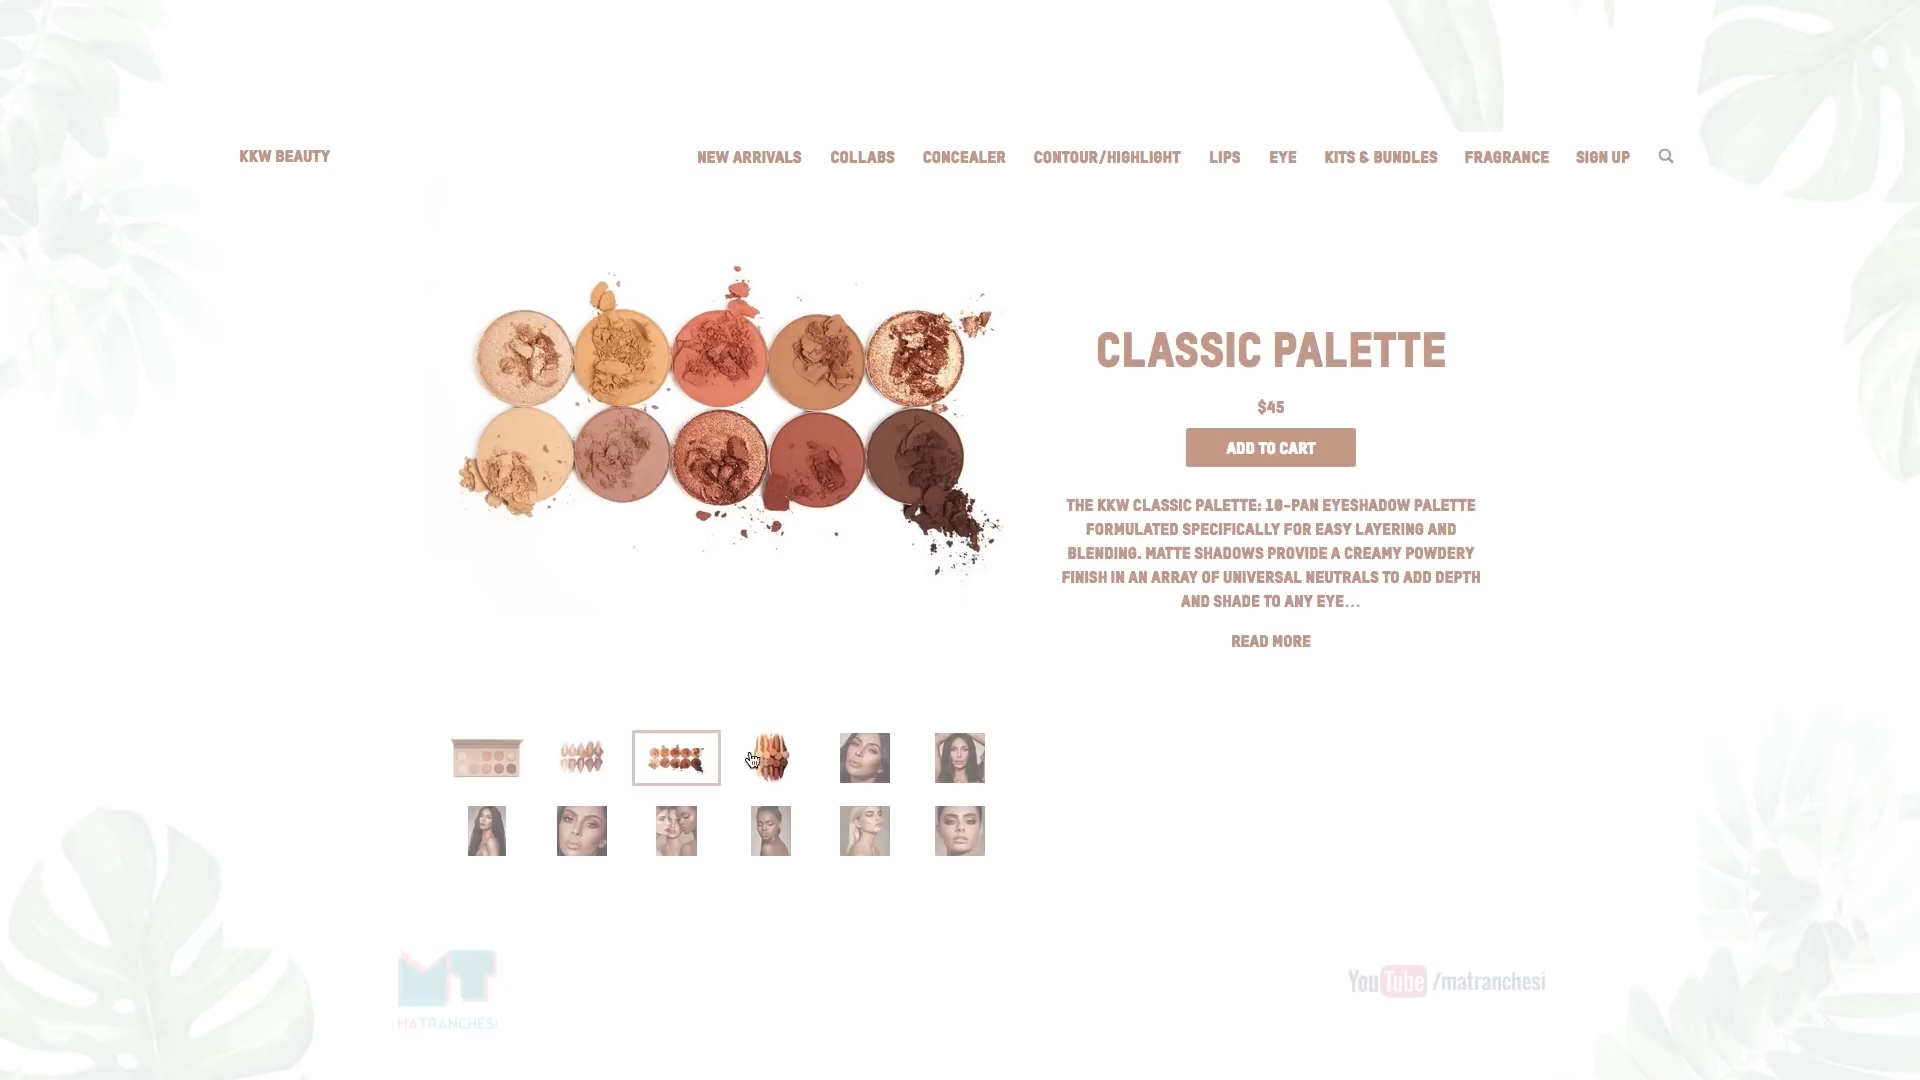 KKW BEAUTY
NEW ARRIVALS COLLABS CONCEALER CONTOUR/HIGHLIGHT LIPS EYE KITS & BUNDLES FRAGRANCE SIGN UP
CLASSIC PALETTE
$45
ADD TO CART
THE KKW CLASSIC PALETTE: 10-PAN EYESHADOW PALETTE
FORMULATED SPECIFICALLY FOR EASY LAYERING AND
BLENDING. MATTE SHADOWS PROVIDE A CREAMY POWDERY
FINISH IN AN ARRAY OF UNIVERSAL NEUTRALS TO ADD DEPTH
AND SHADE TO ANY EYE...
READ MORE
MT
MATRANCHESI
YouTube /matranchesi